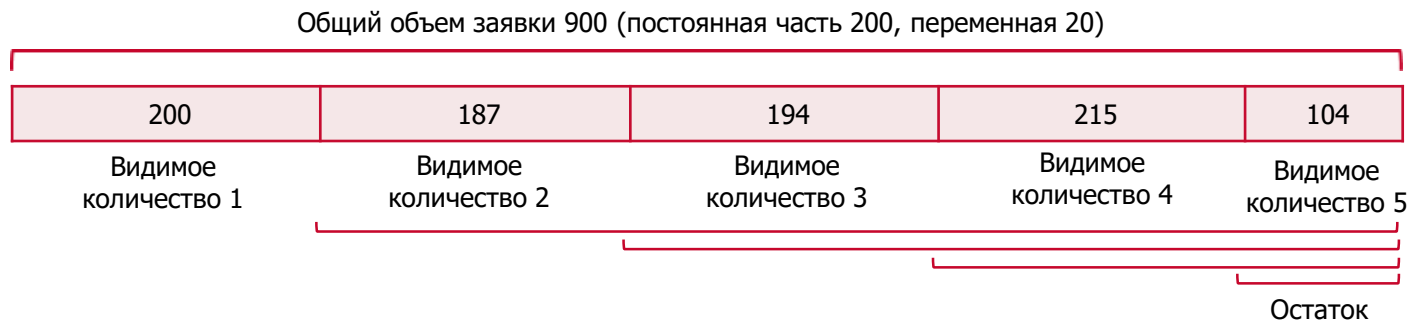 Общий объем заявки 900 (постоянная часть 200, переменная 20)
200 187 194 215 104
Видимое количество 1
Видимое количество 2
Видимое количество 3
Видимое количество 4
Видимое количество 5
Остаток